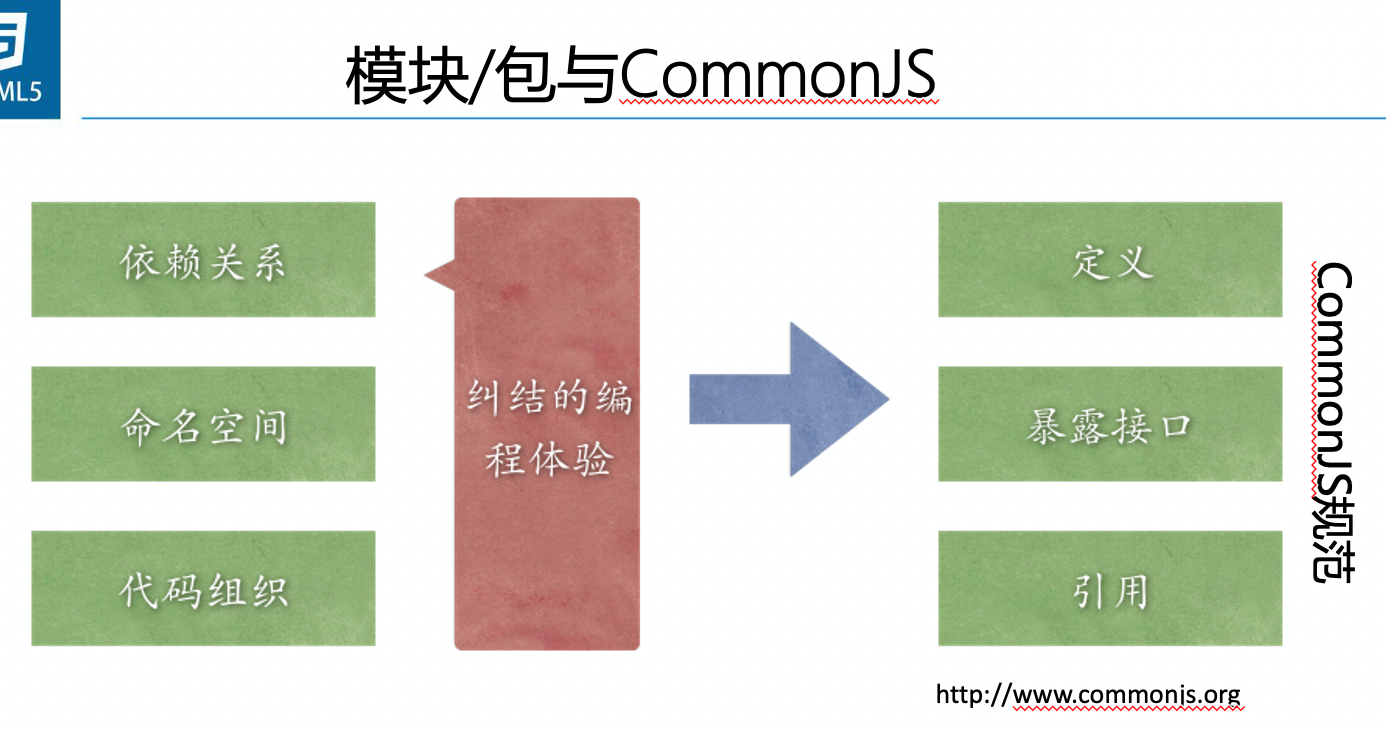 ML5
模块/包与CommonJS
依赖关系
命名空间
代码组织
纠结的编
程体验
定义
暴露接口
引用
CommonJS规范
http://www.commonjs.org